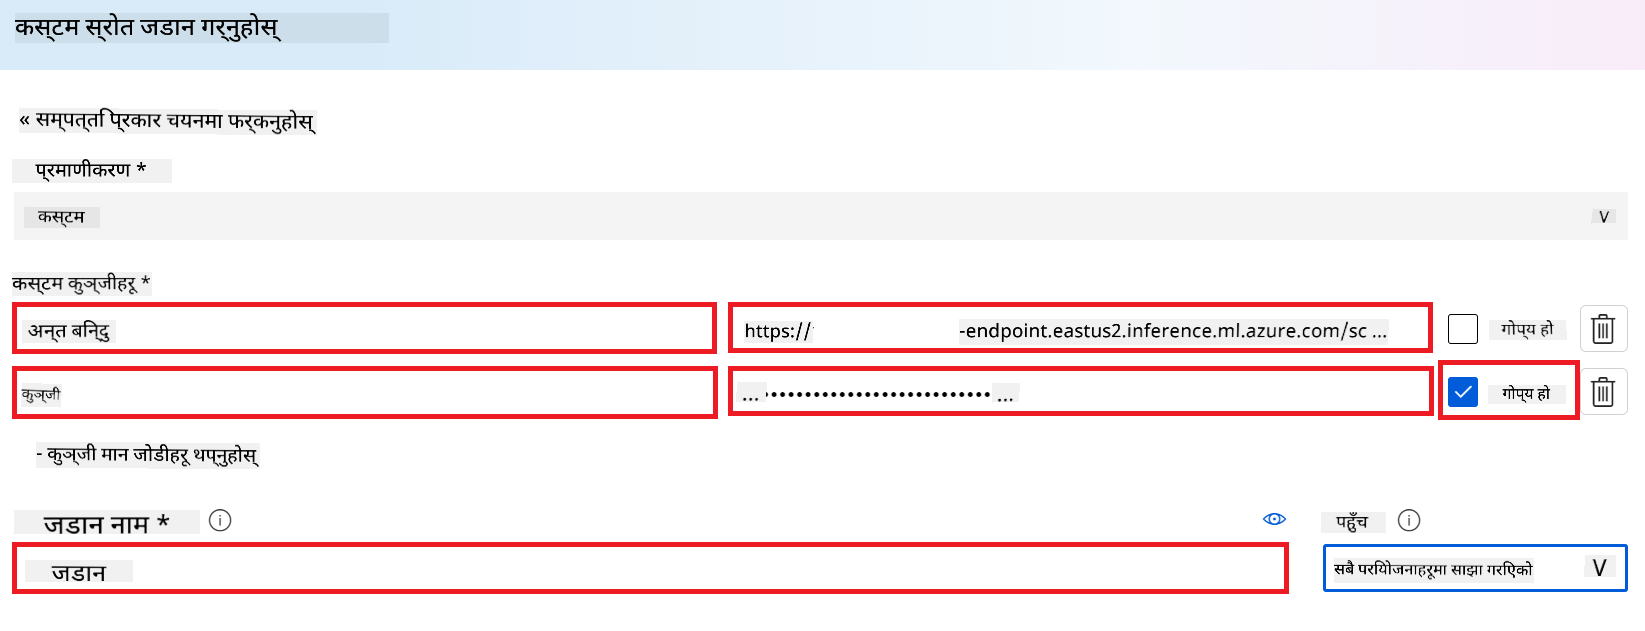 कस्टम स्रोत जडान गर्नुहोस्
« सम्पत्ति प्रकार चयनमा फर्कनुहोस्
प्रमाणीकरण *
कस्टम V
कस्टम कुञ्जीहरू *
अन्त बिन्दु https:// -endpoint.eastus2.inference.ml.azure.com/sc ... गोप्य हो
कुञ्जी ...•••••••••••••••••••••••••••• ... गोप्य हो
- कुञ्जी मान जोडीहरू थप्नुहोस्
जडान नाम * पहुँच
जडान सबै परियोजनाहरूमा साझा गरिएको V